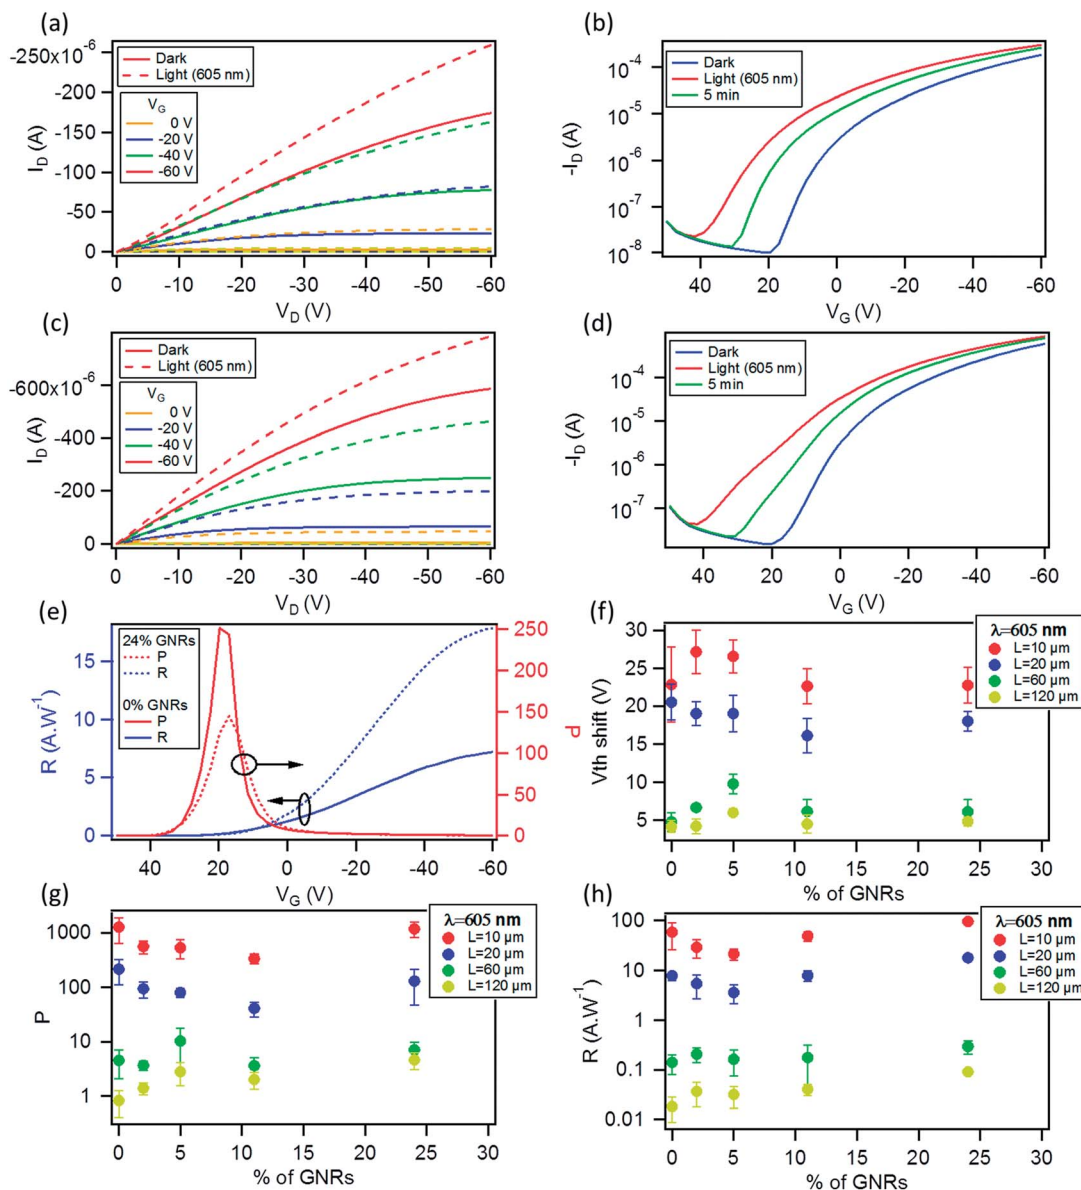 (a)
-250x10⁻⁶
-200
-150
-100
-50
0
I_D (A)
Dark
Light (605 nm)
V_G
0 V
-20 V
-40 V
-60 V
0 -10 -20 -30 -40 -50 -60
V_D (V)
(b)
10⁻⁴
10⁻⁵
10⁻⁶
10⁻⁷
10⁻⁸
-I_D (A)
Dark
Light (605 nm)
5 min
40 20 0 -20 -40 -60
V_G (V)
(c)
-600x10⁻⁶
-400
-200
0
I_D (A)
Dark
Light (605 nm)
V_G
0 V
-20 V
-40 V
-60 V
0 -10 -20 -30 -40 -50 -60
V_D (V)
(d)
10⁻⁴
10⁻⁵
10⁻⁶
10⁻⁷
-I_D (A)
Dark
Light (605 nm)
5 min
40 20 0 -20 -40 -60
V_G (V)
(e)
15
10
5
0
R (A.W⁻¹)
24% GNRs
P
R
0% GNRs
P
R
250
200
150
100
50
0
P
40 20 0 -20 -40 -60
V_G (V)
(f)
30
25
20
15
10
5
Vth shift (V)
λ=605 nm
L=10 µm
L=20 µm
L=60 µm
L=120 µm
0 5 10 15 20 25 30
% of GNRs
(g)
1000
100
10
1
P
λ=605 nm
L=10 µm
L=20 µm
L=60 µm
L=120 µm
0 5 10 15 20 25 30
% of GNRs
(h)
100
10
1
0.1
0.01
R (A.W⁻¹)
λ=605 nm
L=10 µm
L=20 µm
L=60 µm
L=120 µm
0 5 10 15 20 25 30
% of GNRs